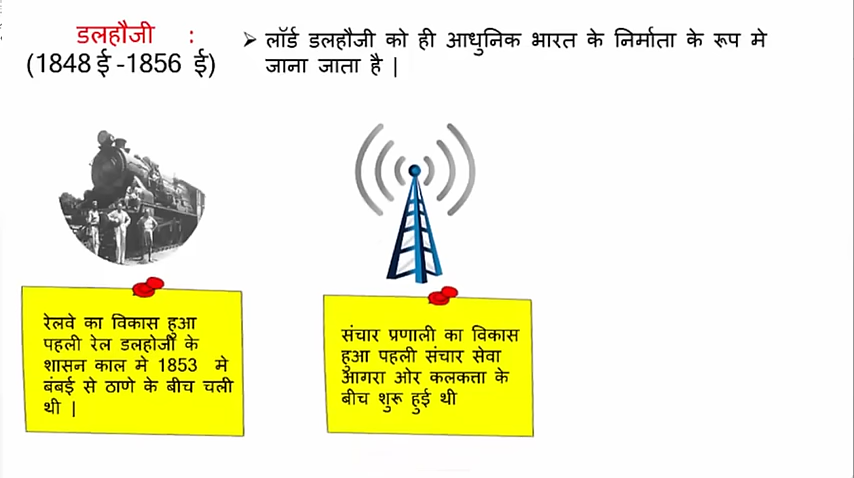 डलहौजी :
(1848 ई -1856 ई)
➢ लॉर्ड डलहौजी को ही आधुनिक भारत के निर्माता के रूप मे
जाना जाता है |
रेलवे का विकास हुआ
पहली रेल डलहोजी के
शासन काल मे 1853 मे
बंबई से ठाणे के बीच चली
थी |
संचार प्रणाली का विकास
हुआ पहली संचार सेवा
आगरा ओर कलकत्ता के
बीच शुरू हुई थी